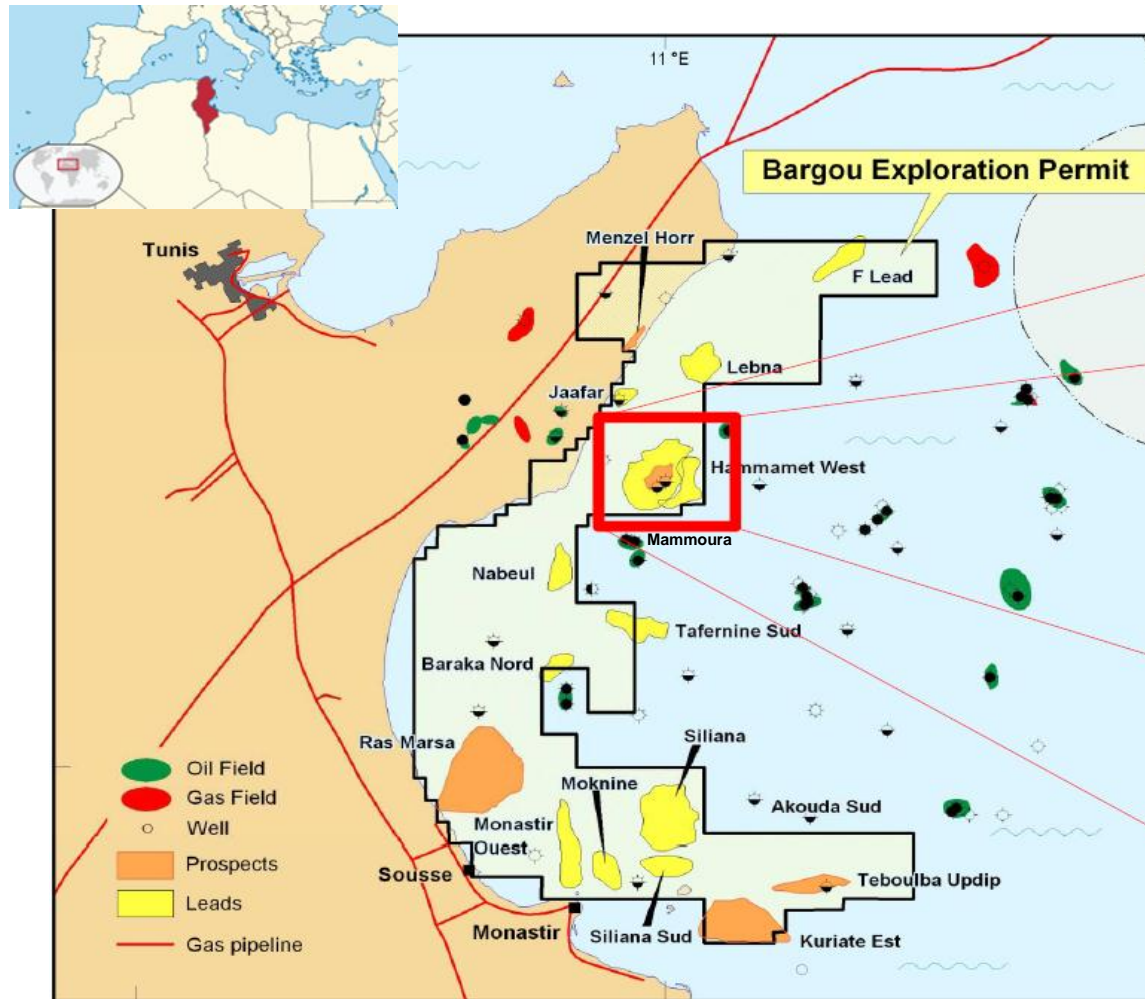 11 °E
Bargou Exploration Permit
Menzel Horr
Tunis
F Lead
Lebna
Jaafar
Hammamet West
Mammoura
Nabeul
Tafernine Sud
Baraka Nord
Ras Marsa
Siliana
Moknine
Akouda Sud
Monastir
Ouest
Sousse
Teboulba Updip
Monastir
Siliana Sud
Kuriate Est
Oil Field
Gas Field
Well
Prospects
Leads
Gas pipeline